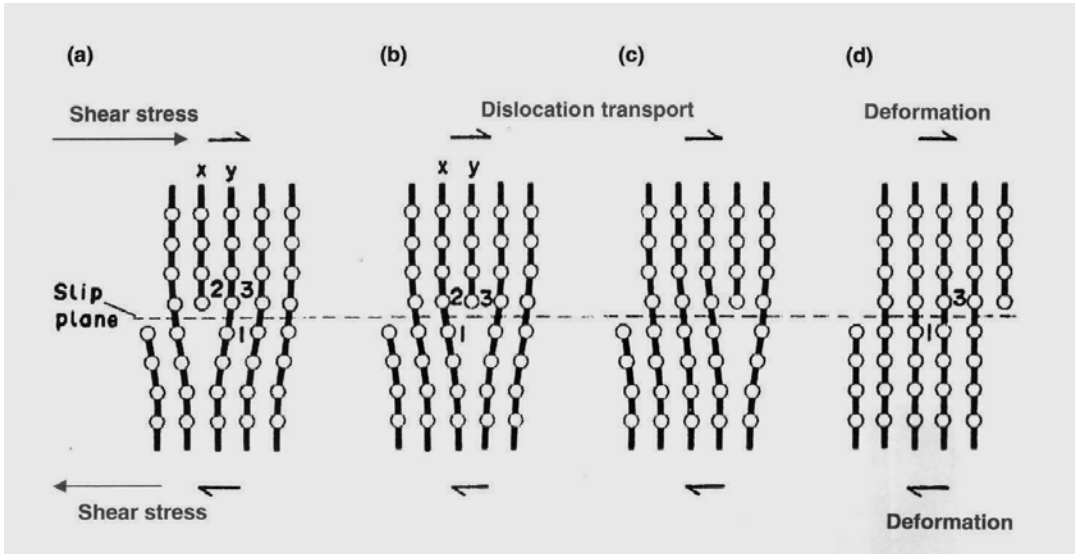 (a) (b) (c) (d)
Shear stress Dislocation transport Deformation
x y x y
2 3 2 3 3
Slip
plane
1 1 1
Shear stress
Deformation